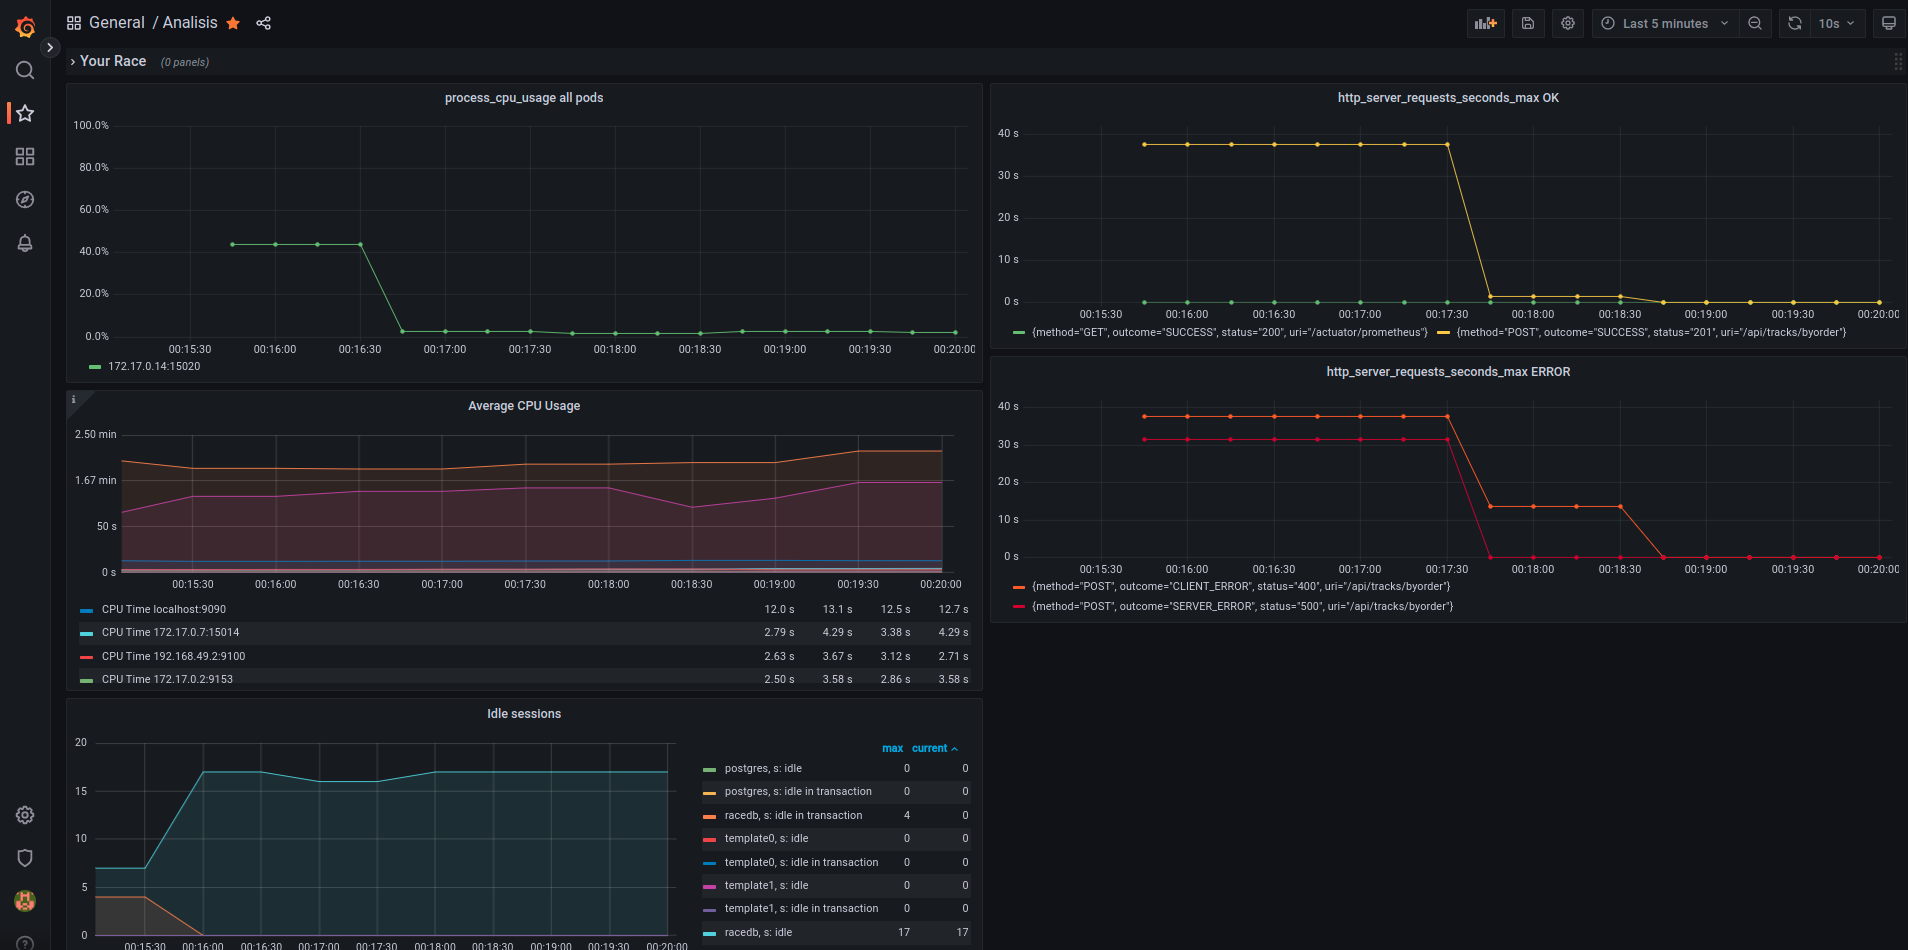 General / Analisis
Last 5 minutes
10s
Your Race (0 panels)
process_cpu_usage all pods
100.0%
80.0%
60.0%
40.0%
20.0%
0.0%
00:15:30 00:16:00 00:16:30 00:17:00 00:17:30 00:18:00 00:18:30 00:19:00 00:19:30 00:20:00
172.17.0.14:15020
http_server_requests_seconds_max OK
40 s
30 s
20 s
10 s
0 s
00:15:30 00:16:00 00:16:30 00:17:00 00:17:30 00:18:00 00:18:30 00:19:00 00:19:30 00:20:00
{method="GET", outcome="SUCCESS", status="200", uri="/actuator/prometheus"} {method="POST", outcome="SUCCESS", status="201", uri="/api/tracks/byorder"}
http_server_requests_seconds_max ERROR
40 s
30 s
20 s
10 s
0 s
00:15:30 00:16:00 00:16:30 00:17:00 00:17:30 00:18:00 00:18:30 00:19:00 00:19:30 00:20:00
{method="POST", outcome="CLIENT_ERROR", status="400", uri="/api/tracks/byorder"}
{method="POST", outcome="SERVER_ERROR", status="500", uri="/api/tracks/byorder"}
i
Average CPU Usage
2.50 min
1.67 min
50 s
0 s
00:15:30 00:16:00 00:16:30 00:17:00 00:17:30 00:18:00 00:18:30 00:19:00 00:19:30 00:20:00
CPU Time localhost:9090 12.0 s 13.1 s 12.5 s 12.7 s
CPU Time 172.17.0.7:15014 2.79 s 4.29 s 3.38 s 4.29 s
CPU Time 192.168.49.2:9100 2.63 s 3.67 s 3.12 s 2.71 s
CPU Time 172.17.0.2:9153 2.50 s 3.58 s 2.86 s 3.58 s
Idle sessions
20
15
10
5
0
00:15:30 00:16:00 00:16:30 00:17:00 00:17:30 00:18:00 00:18:30 00:19:00 00:19:30 00:20:00
max current
postgres, s: idle 0 0
postgres, s: idle in transaction 0 0
racedb, s: idle in transaction 4 0
template0, s: idle 0 0
template0, s: idle in transaction 0 0
template1, s: idle 0 0
template1, s: idle in transaction 0 0
racedb, s: idle 17 17